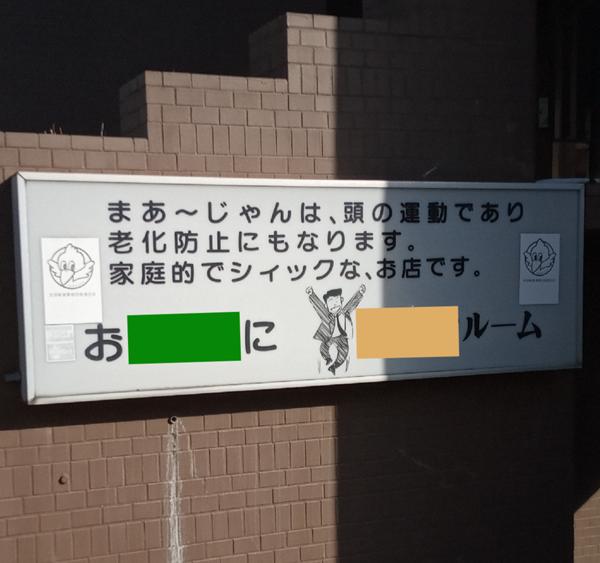 まあ～じゃんは、頭の運動であり
老化防止にもなります。
家庭的でシィックな、お店です。
お
に
ルーム